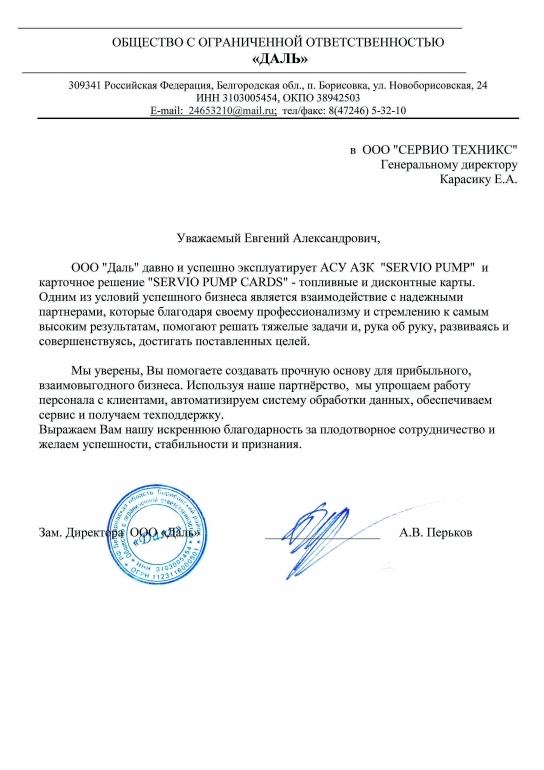 ОБЩЕСТВО С ОГРАНИЧЕННОЙ ОТВЕТСТВЕННОСТЬЮ
«ДАЛЬ»
309341 Российская Федерация, Белгородская обл., п. Борисовка, ул. Новоборисовская, 24
ИНН 3103005454, ОКПО 38942503
E-mail: 24653210@mail.ru; тел/факс: 8(47246) 5-32-10
в ООО "СЕРВИО ТЕХНИКС"
Генеральному директору
Карасику Е.А.
Уважаемый Евгений Александрович,
ООО "Даль" давно и успешно эксплуатирует АСУ АЗК "SERVIO PUMP" и
карточное решение "SERVIO PUMP CARDS" - топливные и дисконтные карты.
Одним из условий успешного бизнеса является взаимодействие с надежными
партнерами, которые благодаря своему профессионализму и стремлению к самым
высоким результатам, помогают решать тяжелые задачи и, рука об руку, развиваясь и
совершенствуясь, достигать поставленных целей.
Мы уверены, Вы помогаете создавать прочную основу для прибыльного,
взаимовыгодного бизнеса. Используя наше партнёрство, мы упрощаем работу
персонала с клиентами, автоматизируем систему обработки данных, обеспечиваем
сервис и получаем техподдержку.
Выражаем Вам нашу искреннюю благодарность за плодотворное сотрудничество и
желаем успешности, стабильности и признания.
Зам. Директора ООО «Даль» А.В. Перьков
РФ Белгородская область Борисовский район
ОГРН 1123116000501
Общество с ограниченной ответственностью
ИНН 3103005454
«Даль»